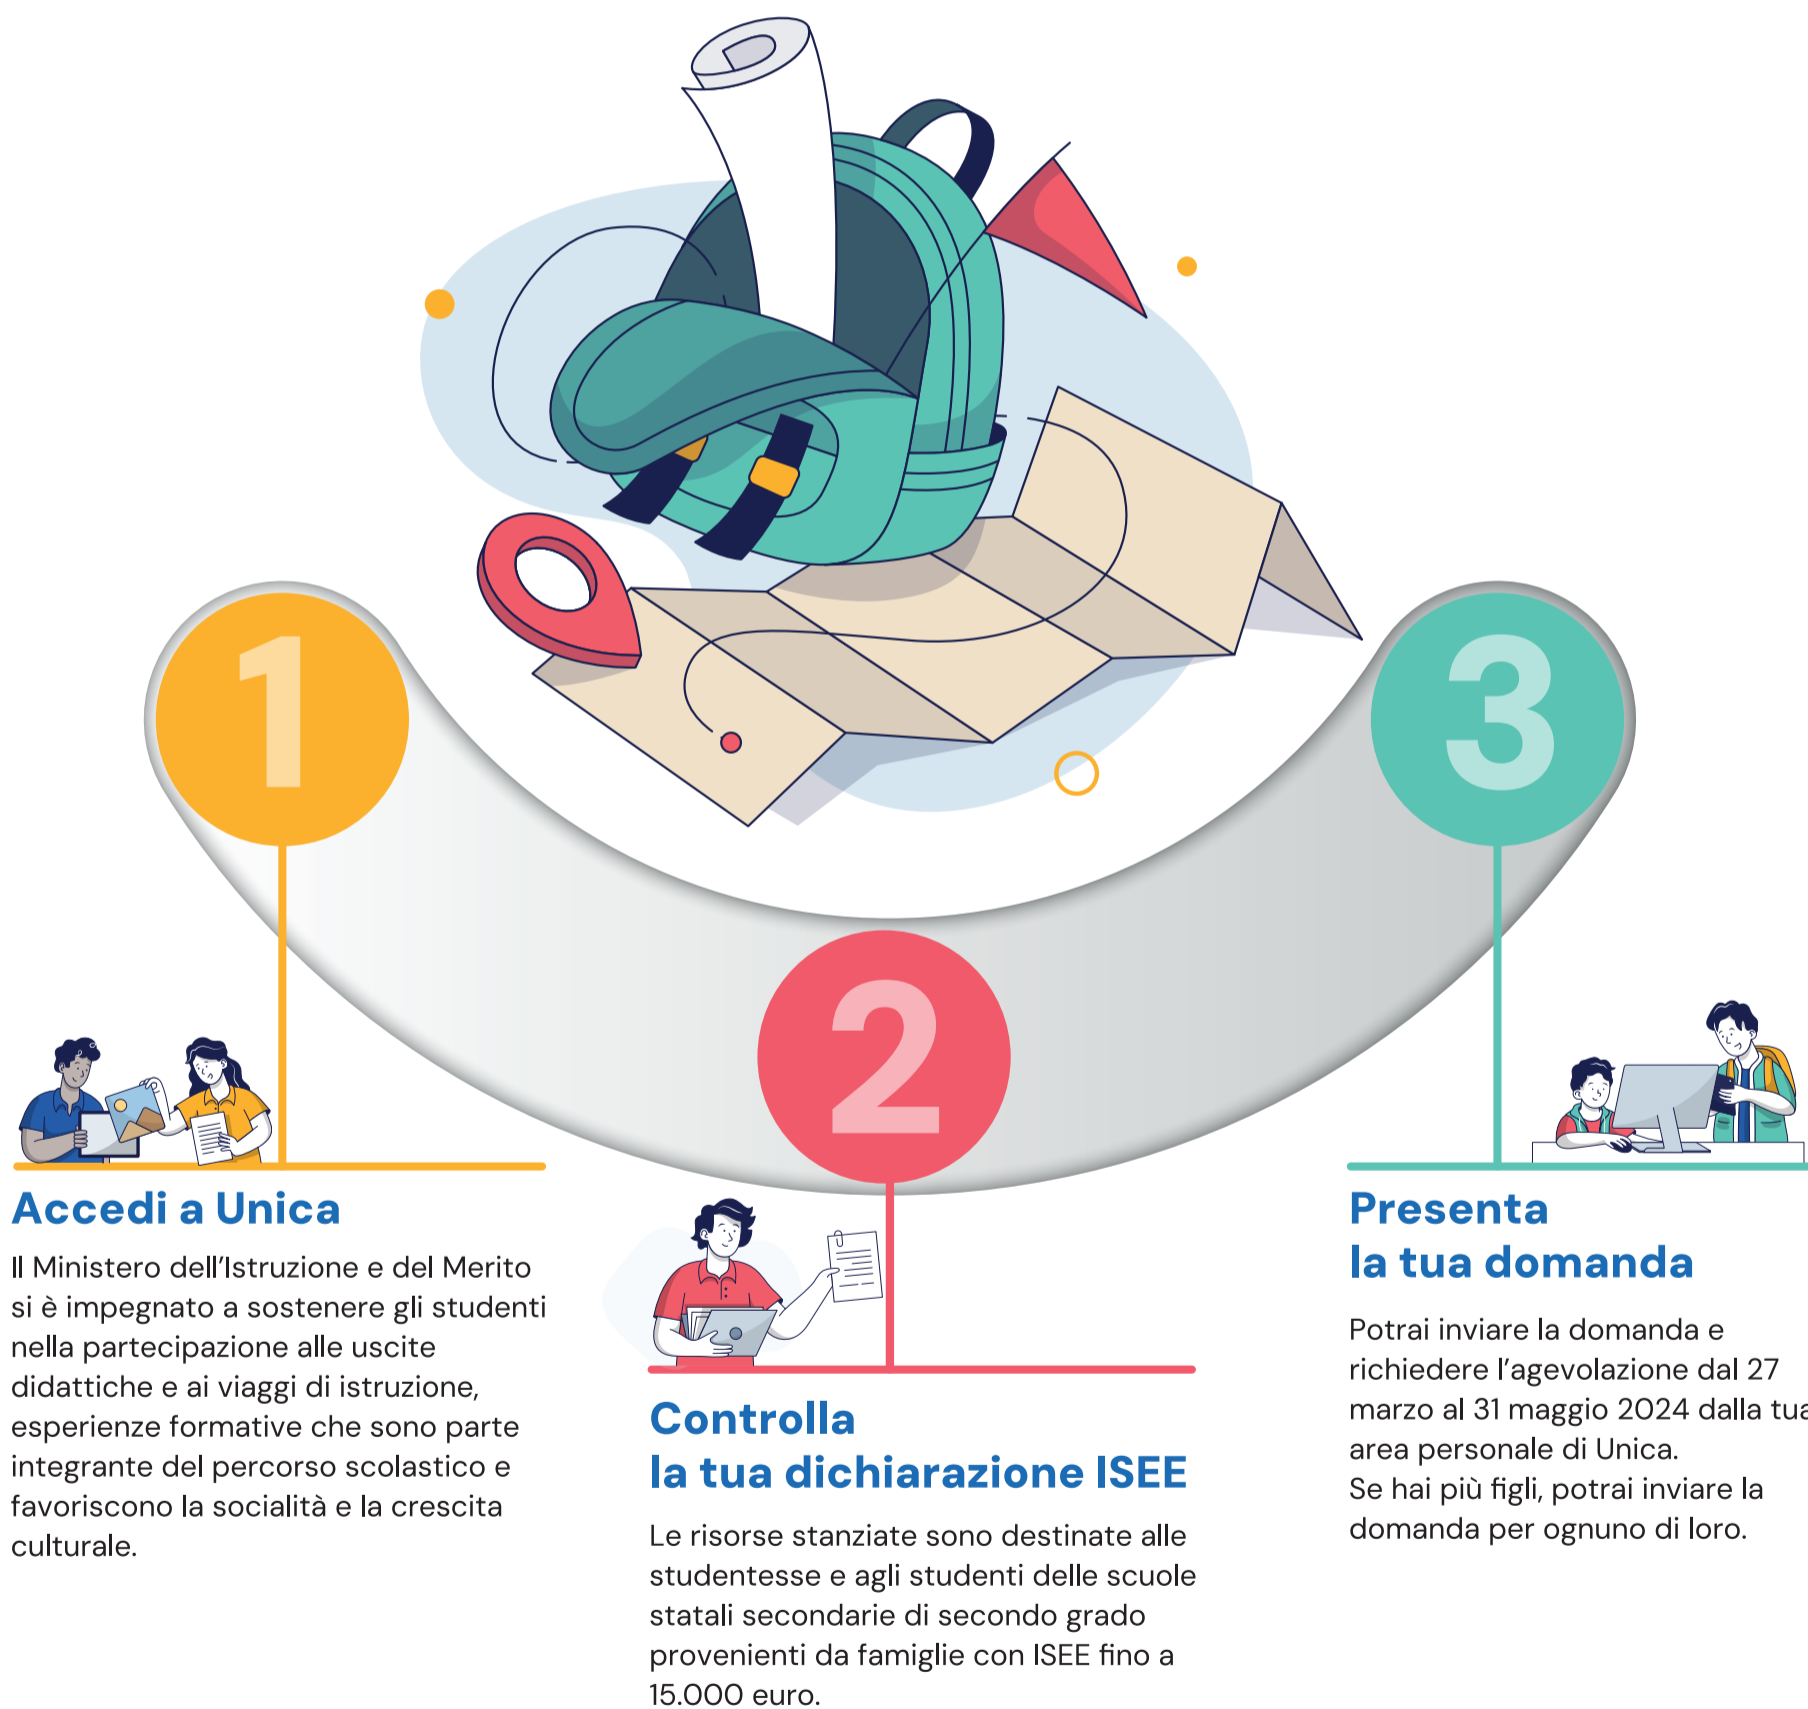 1
Accedi a Unica
Il Ministero dell'Istruzione e del Merito
si è impegnato a sostenere gli studenti
nella partecipazione alle uscite
didattiche e ai viaggi di istruzione,
esperienze formative che sono parte
integrante del percorso scolastico e
favoriscono la socialità e la crescita
culturale.
2
Controlla
la tua dichiarazione ISEE
Le risorse stanziate sono destinate alle
studentesse e agli studenti delle scuole
statali secondarie di secondo grado
provenienti da famiglie con ISEE fino a
15.000 euro.
3
Presenta
la tua domanda
Potrai inviare la domanda e
richiedere l'agevolazione dal 27
marzo al 31 maggio 2024 dalla tua
area personale di Unica.
Se hai più figli, potrai inviare la
domanda per ognuno di loro.